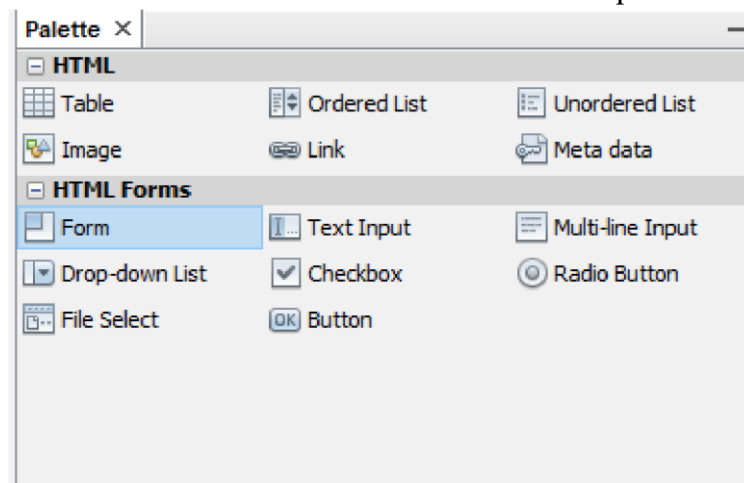 Palette
HTML
Table Ordered List Unordered List
Image Link Meta data
HTML Forms
Form Text Input Multi-line Input
Drop-down List Checkbox Radio Button
File Select OK Button